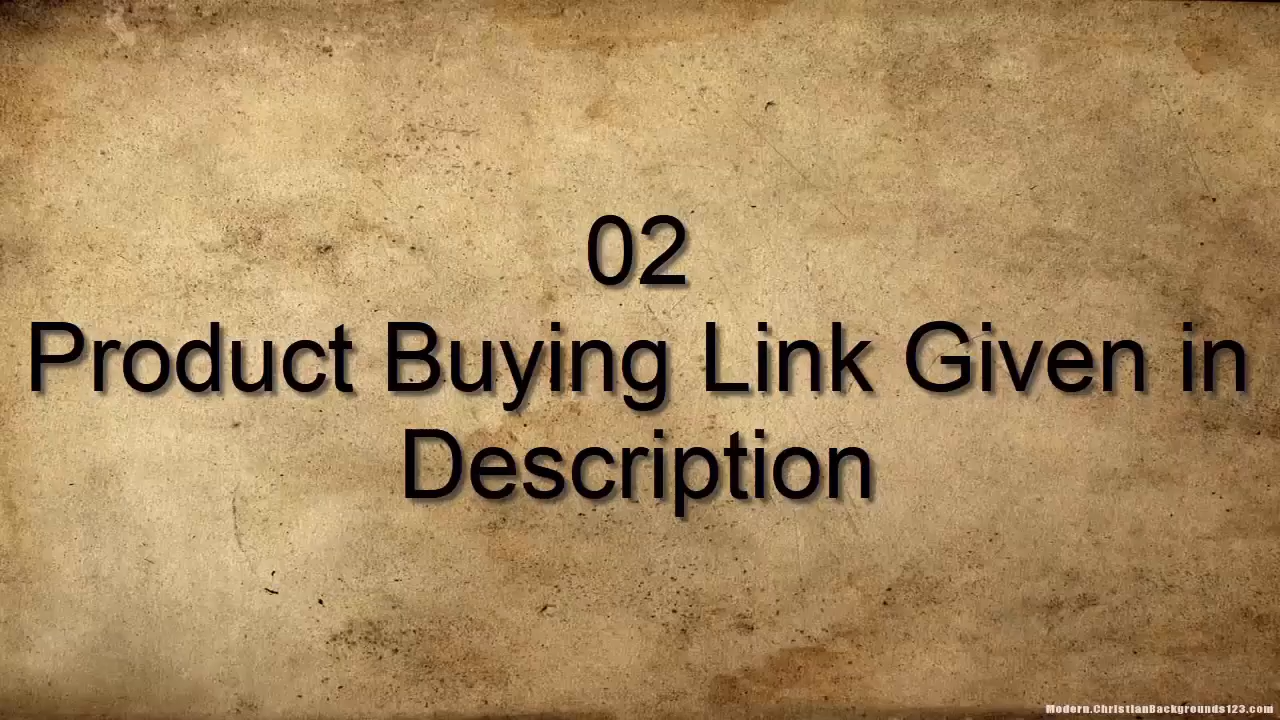 02
Product Buying Link Given in
Description
Modern.ChristianBackgrounds123.com